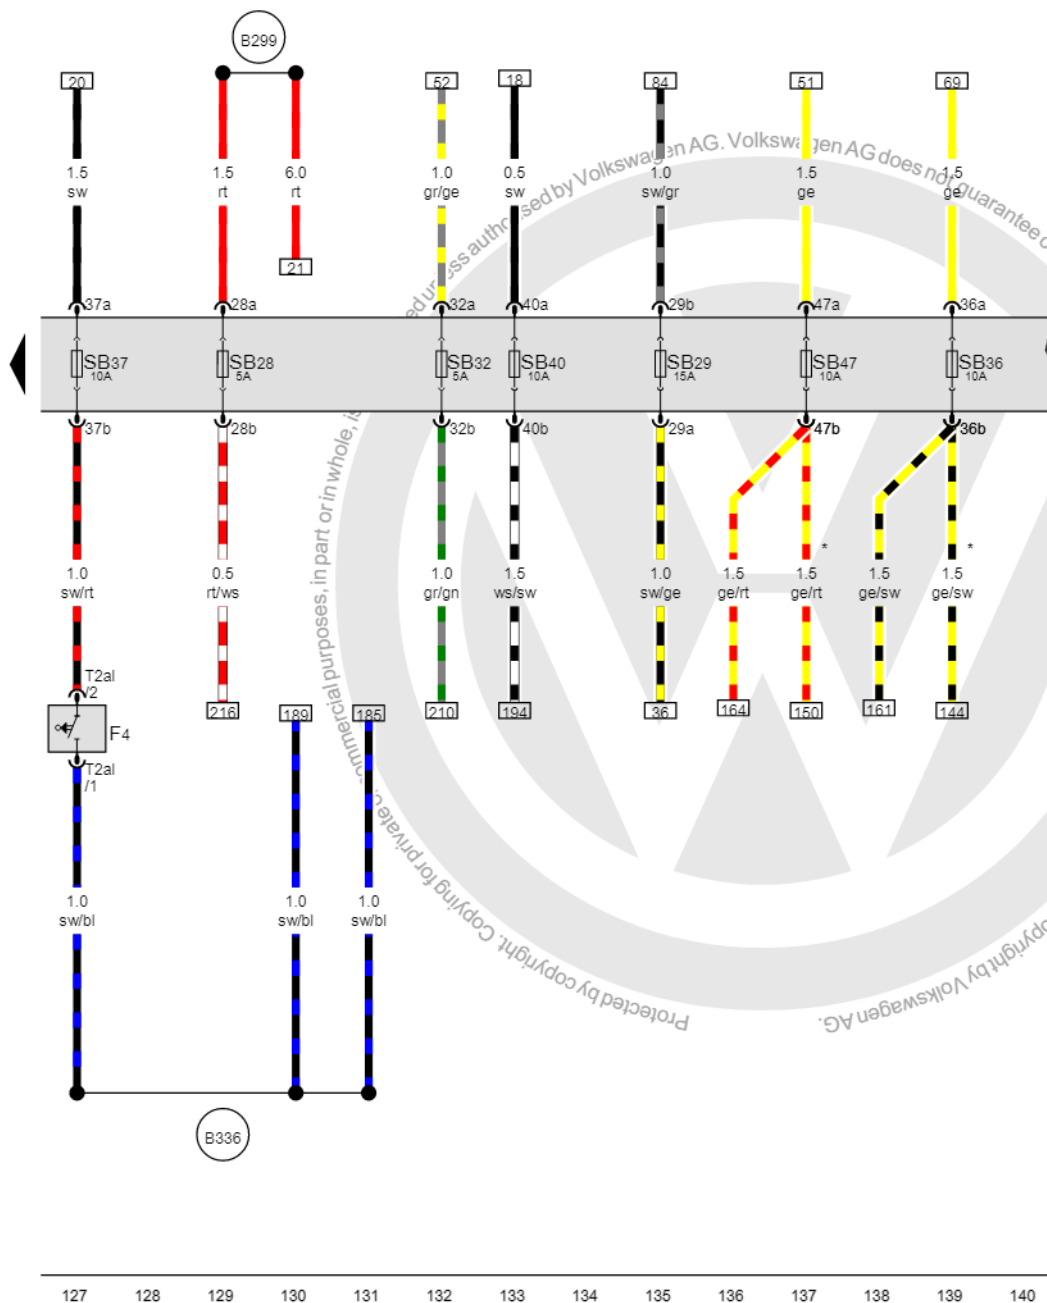 B299
20
52
18
84
51
69
1.5
sw
1.5
rt
6.0
rt
1.0
gr/ge
0.5
sw
1.0
sw/gr
1.5
ge
1.5
ge
21
37a
28a
32a
40a
29b
47a
36a
SB37
10A
SB28
5A
SB32
5A
SB40
10A
SB29
15A
SB47
10A
SB36
10A
37b
28b
32b
40b
29a
47b
36b
*
*
1.0
sw/rt
0.5
rt/ws
1.0
gr/gn
1.5
ws/sw
1.0
sw/ge
1.5
ge/rt
1.5
ge/rt
1.5
ge/sw
1.5
ge/sw
T2al
/2
F4
T2al
/1
216
189
185
210
194
36
164
150
161
144
1.0
sw/bl
1.0
sw/bl
1.0
sw/bl
B336
127 128 129 130 131 132 133 134 135 136 137 138 139 140
commercial purposes, in part or in whole, is
by Volkswagen AG. Volkswagen AG does not guarantee
Protected by copyright. Copying for private
opyright by Volkswagen AG.